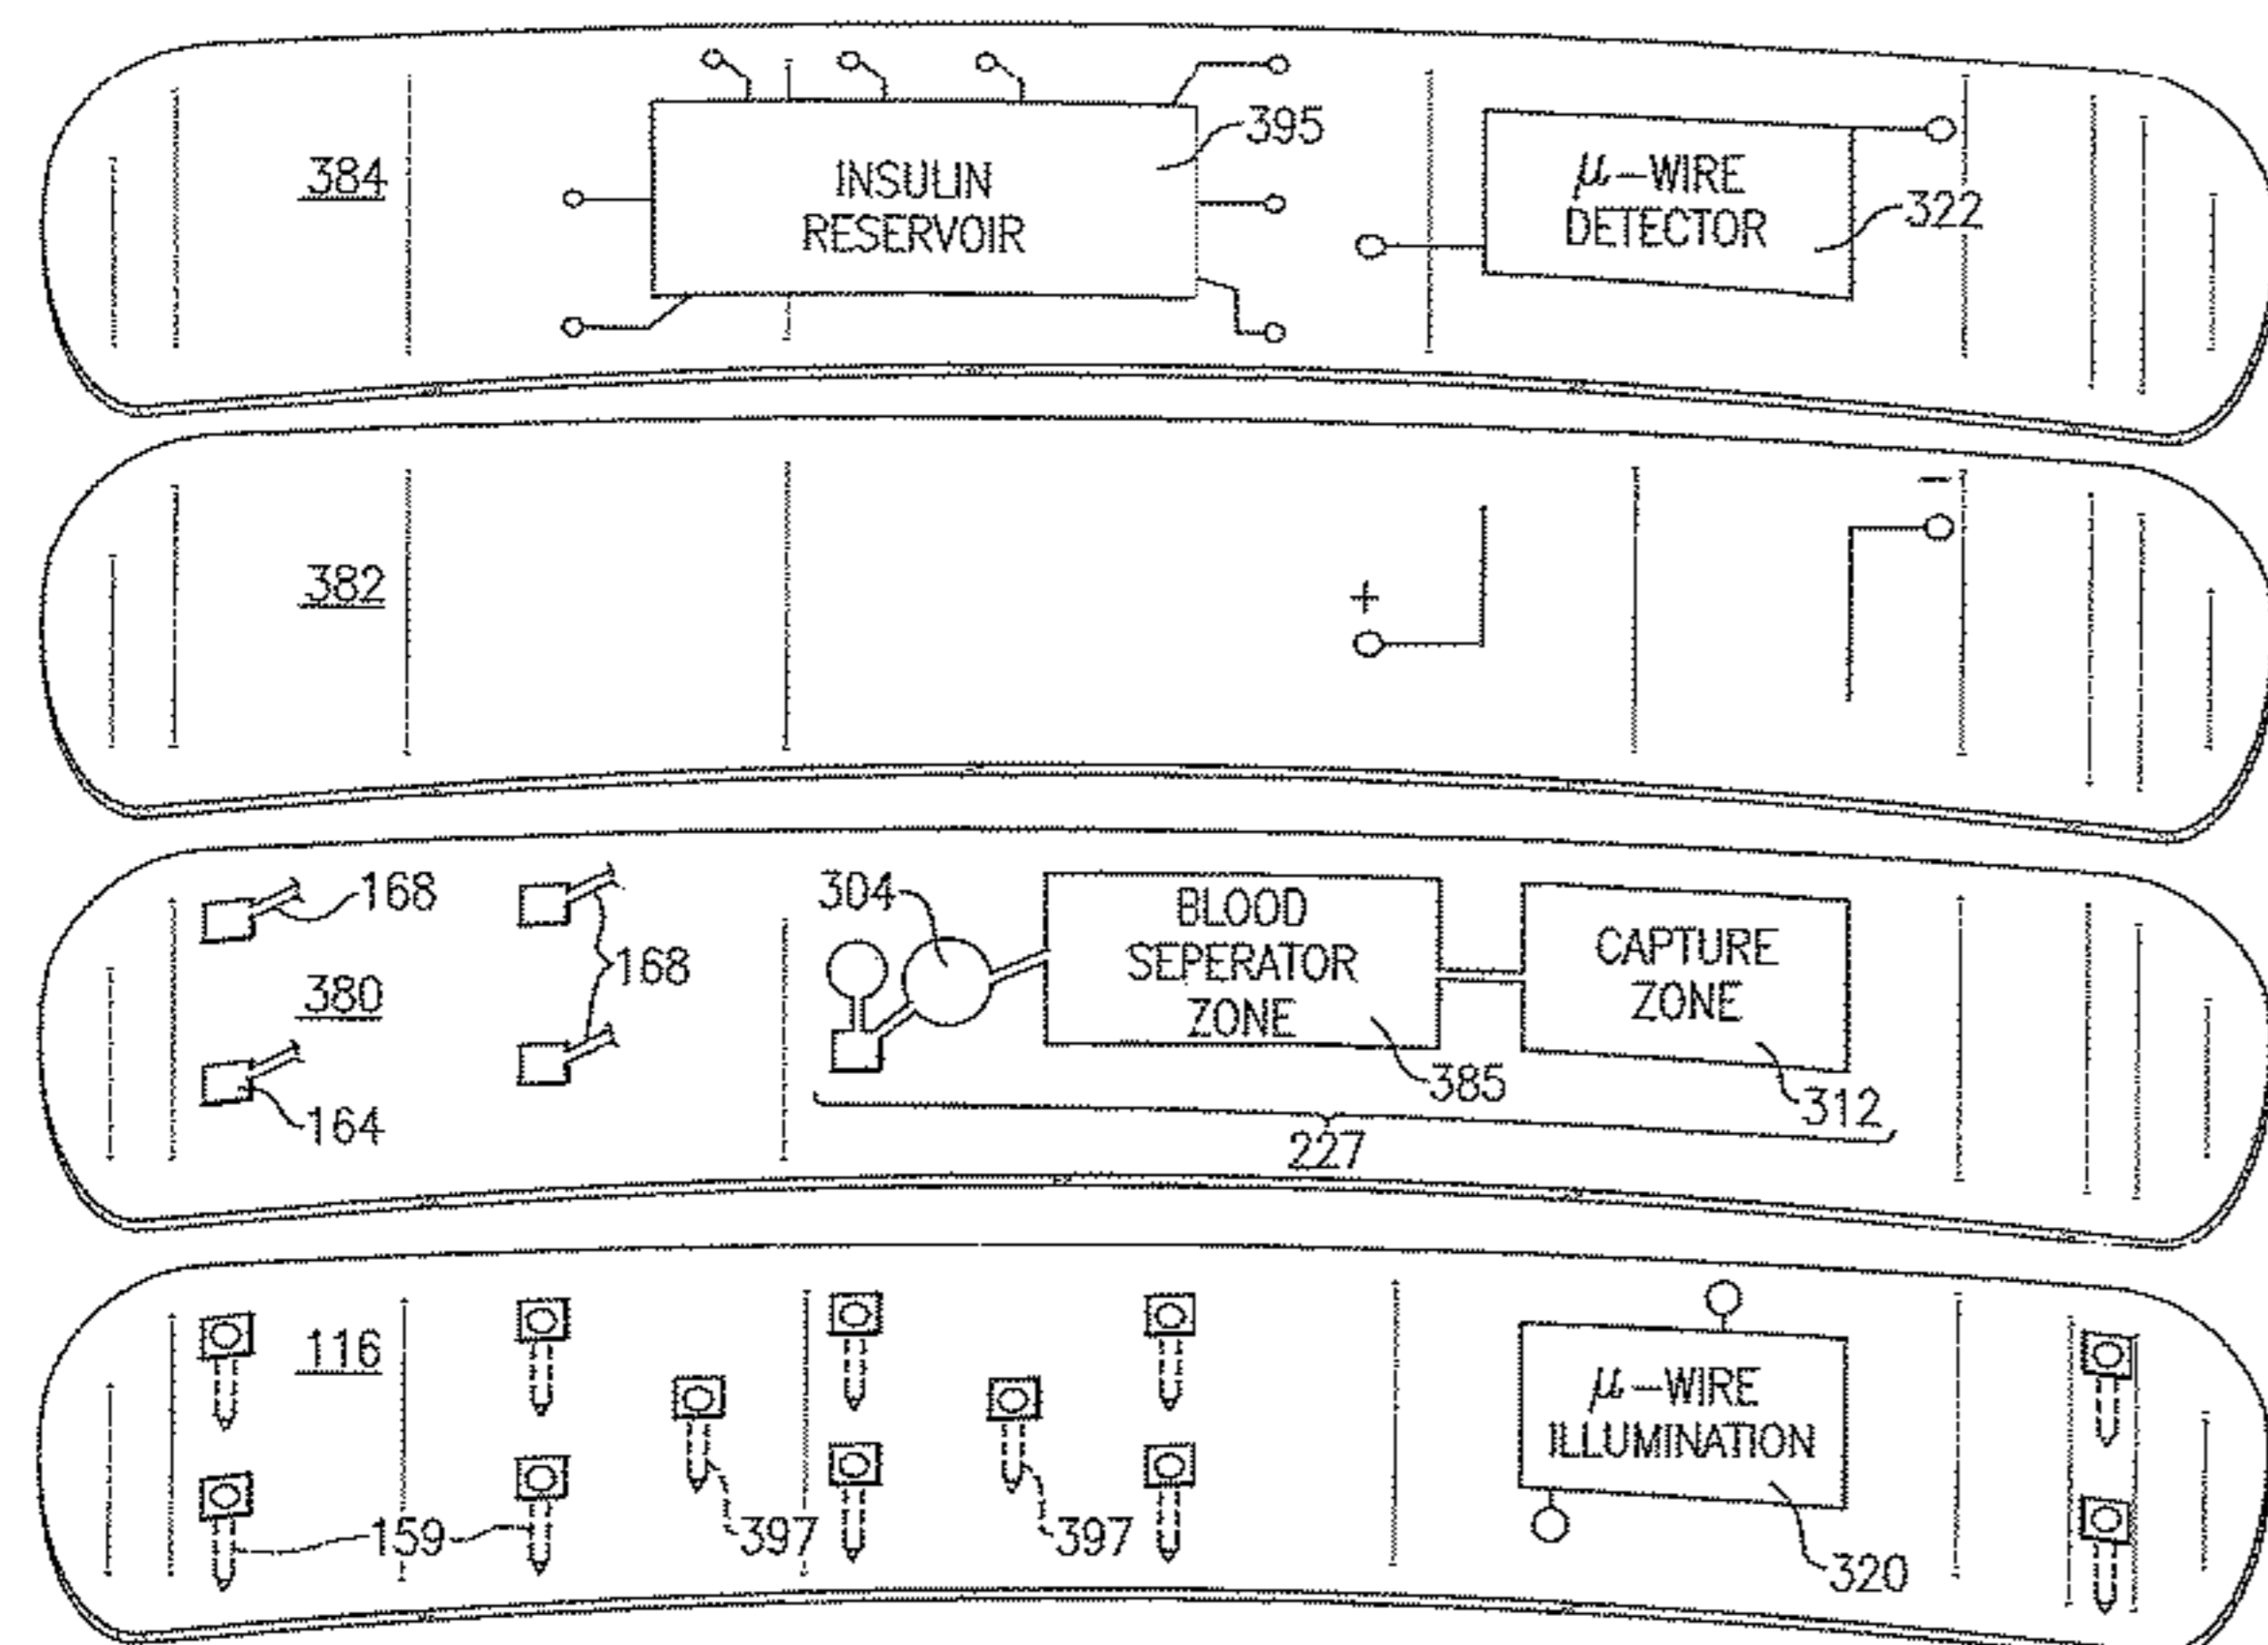 395
384
INSULIN
RESERVOIR
μ-WIRE
DETECTOR
322
382
+
−
168
304
BLOOD
SEPERATOR
ZONE
CAPTURE
ZONE
168
380
385
312
164
227
116
μ-WIRE
ILLUMINATION
159
397
397
320